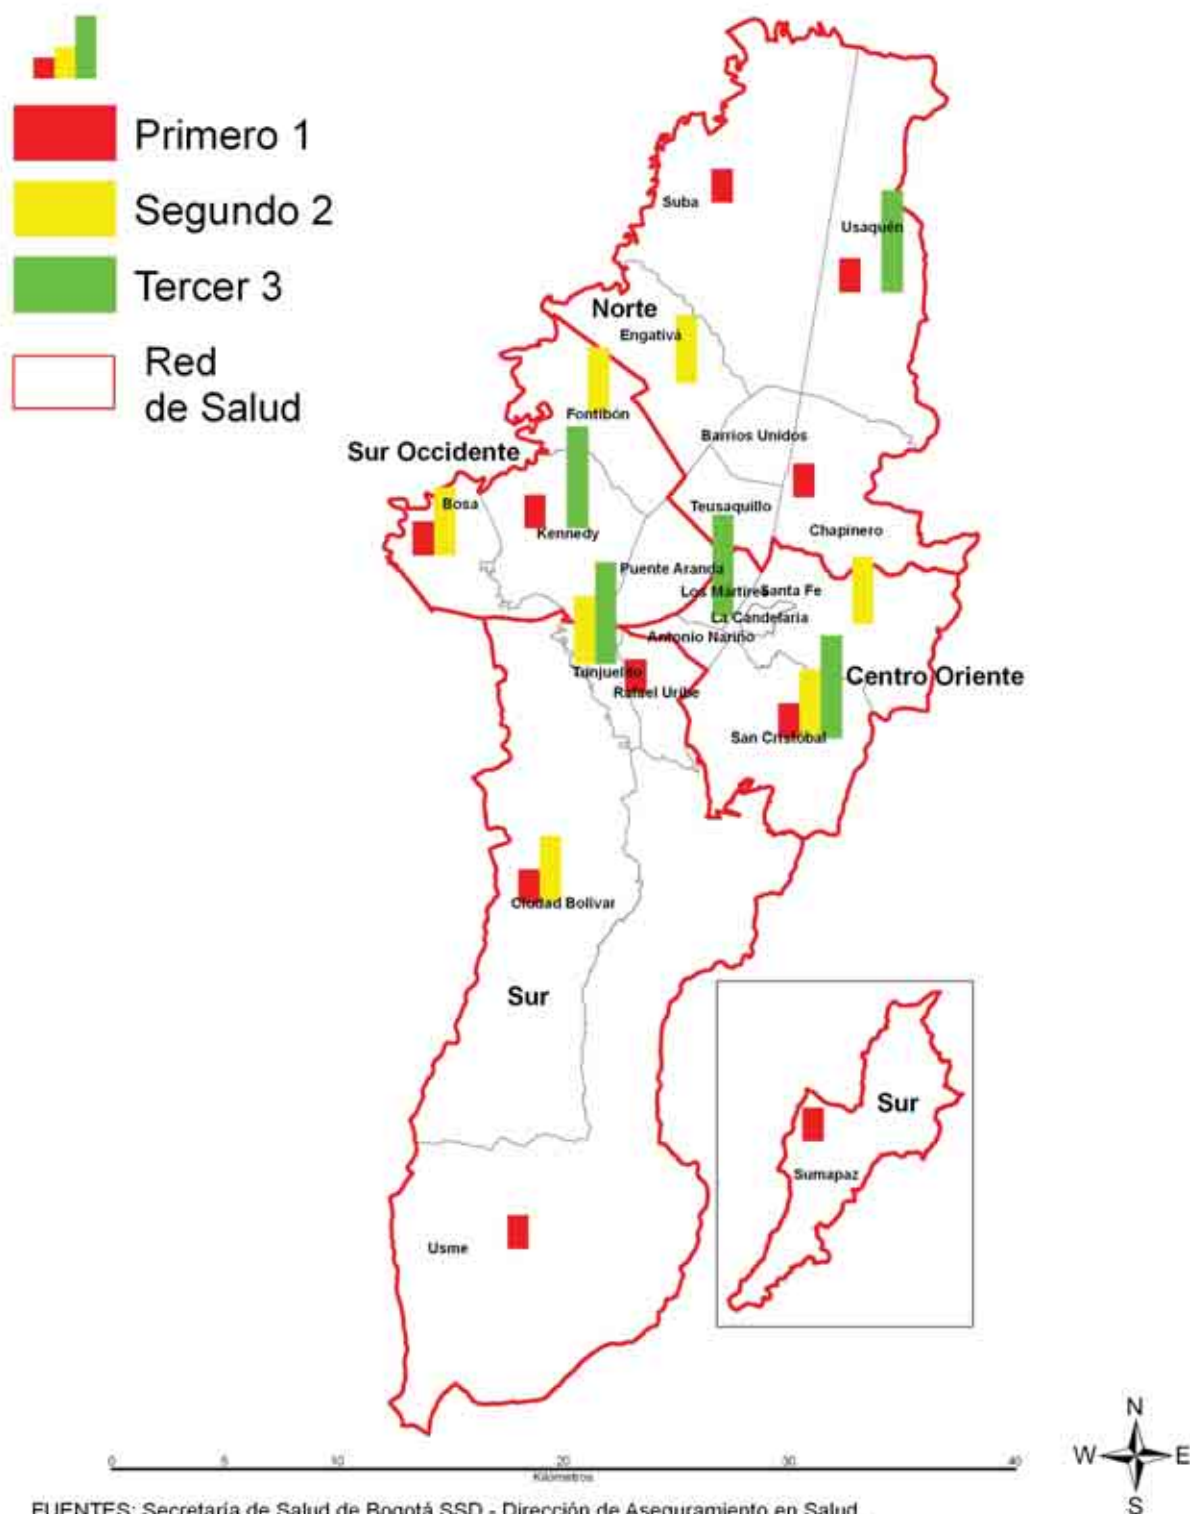 Primero 1
Segundo 2
Tercer 3
Red
de Salud
Suba
Usaquén
Norte
Engativá
Fontibón
Barrios Unidos
Sur Occidente
Bosa
Kennedy
Teusaquillo
Chapinero
Puente Aranda
Los Mártires
Santa Fe
La Candelaria
Antonio Nariño
Tunjuelito
Rafael Uribe
Centro Oriente
San Cristobal
Ciudad Bolívar
Sur
Sur
Sumapaz
Usme
0 5 10 20 30 40
Kilómetros
N
W E
S
FUENTES: Secretaría de Salud de Bogotá SSD - Dirección de Aseguramiento en Salud